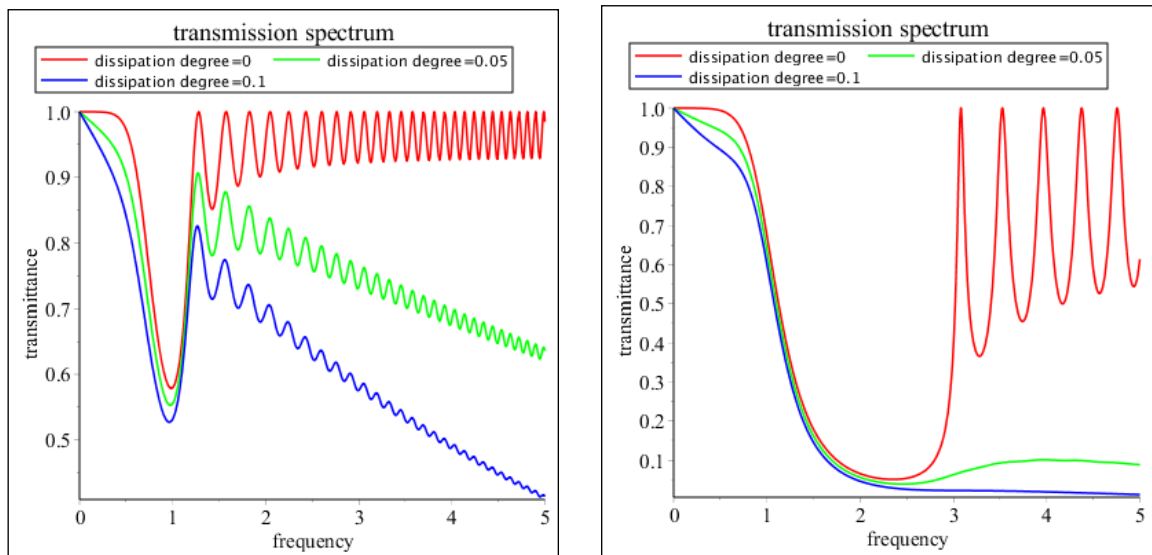 transmission spectrum
dissipation degree=0 dissipation degree=0.05
dissipation degree=0.1
1.0
0.9
0.8
0.7
0.6
0.5
transmittance
0 1 2 3 4 5
frequency
transmission spectrum
dissipation degree=0 dissipation degree=0.05
dissipation degree=0.1
1.0
0.9
0.8
0.7
0.6
0.5
0.4
0.3
0.2
0.1
transmittance
0 1 2 3 4 5
frequency